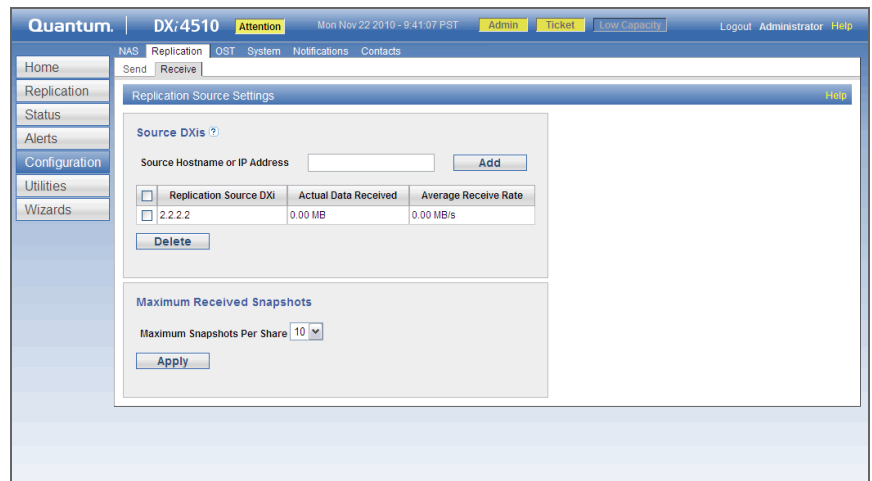 Quantum. DXi4510 Attention Mon Nov 22 2010 - 9:41:07 PST Admin Ticket Low Capacity Logout Administrator Help
NAS Replication OST System Notifications Contacts
Send Receive
Home
Replication
Status
Alerts
Configuration
Utilities
Wizards
Replication Source Settings Help
Source DXis ?
Source Hostname or IP Address Add
Replication Source DXi Actual Data Received Average Receive Rate
2.2.2.2 0.00 MB 0.00 MB/s
Delete
Maximum Received Snapshots
Maximum Snapshots Per Share 10
Apply